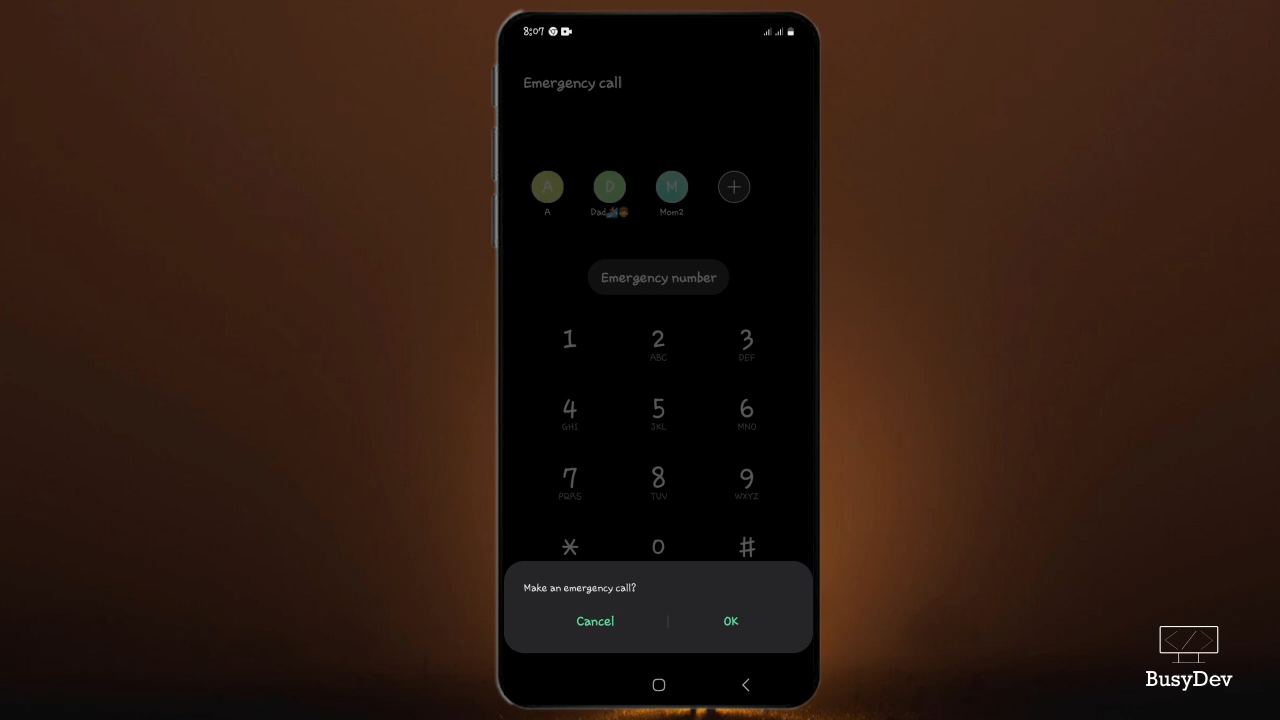 8:07
Emergency call
A D M
A Dad Mom2
Emergency number
1 2 3
ABC DEF
4 5 6
GHI JKL MNO
7 8 9
PQRS TUV WXYZ
* 0 #
Make an emergency call?
Cancel OK
</>
BusyDev